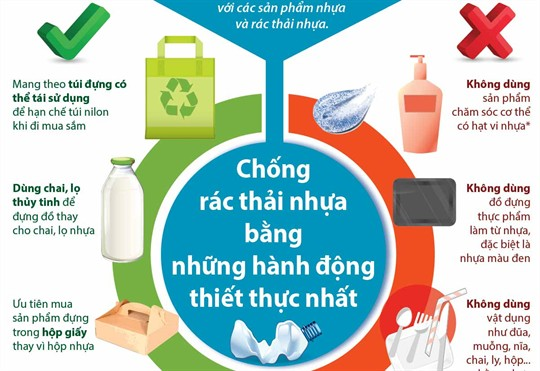 với các sản phẩm nhựa
và rác thải nhựa.
Mang theo túi đựng có
thể tái sử dụng
để hạn chế túi nilon
khi đi mua sắm
Dùng chai, lọ
thủy tinh để
đựng đồ thay
cho chai, lọ nhựa
Ưu tiên mua
sản phẩm đựng
trong hộp giấy
thay vì hộp nhựa
Chống
rác thải nhựa
bằng
những hành động
thiết thực nhất
Không dùng
sản phẩm
chăm sóc cơ thể
có hạt vi nhựa*
Không dùng
đồ đựng
thực phẩm
làm từ nhựa,
đặc biệt là
nhựa màu đen
Không dùng
vật dụng
như đũa,
muỗng, nĩa,
chai, ly, hộp...